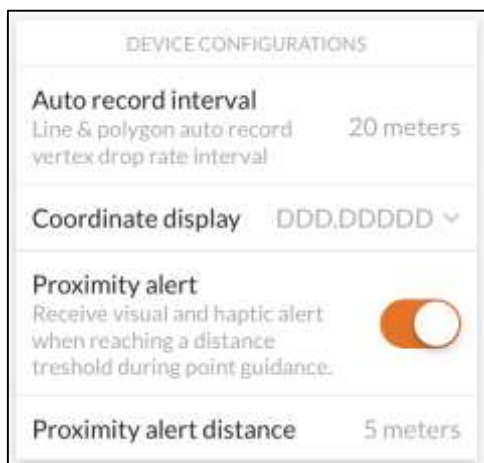 DEVICE CONFIGURATIONS
Auto record interval
Line & polygon auto record
vertex drop rate interval
20 meters
Coordinate display DDD.DDDDD
Proximity alert
Receive visual and haptic alert
when reaching a distance
treshold during point guidance.
Proximity alert distance 5 meters